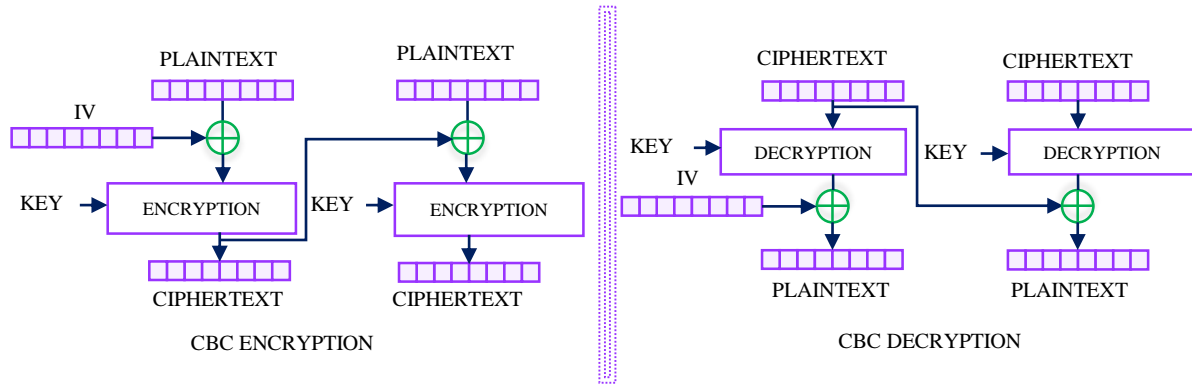 PLAINTEXT
PLAINTEXT
IV
KEY
ENCRYPTION
KEY
ENCRYPTION
CIPHERTEXT
CIPHERTEXT
CBC ENCRYPTION
CIPHERTEXT
CIPHERTEXT
KEY
DECRYPTION
KEY
DECRYPTION
IV
PLAINTEXT
PLAINTEXT
CBC DECRYPTION